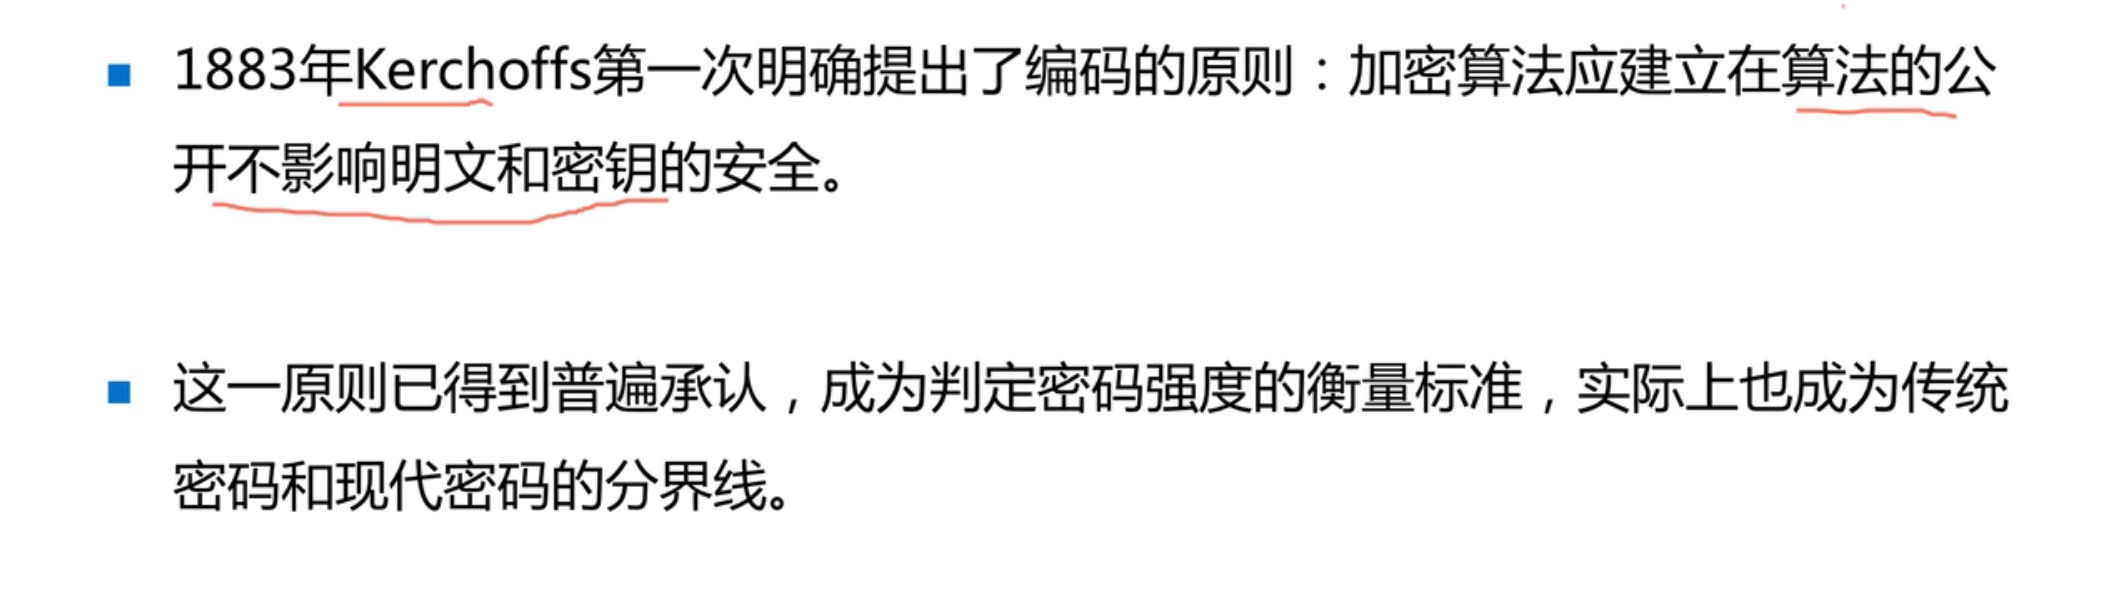 1883年Kerchoffs第一次明确提出了编码的原则：加密算法应建立在算法的公
开不影响明文和密钥的安全。
这一原则已得到普遍承认，成为判定密码强度的衡量标准，实际上也成为传统
密码和现代密码的分界线。